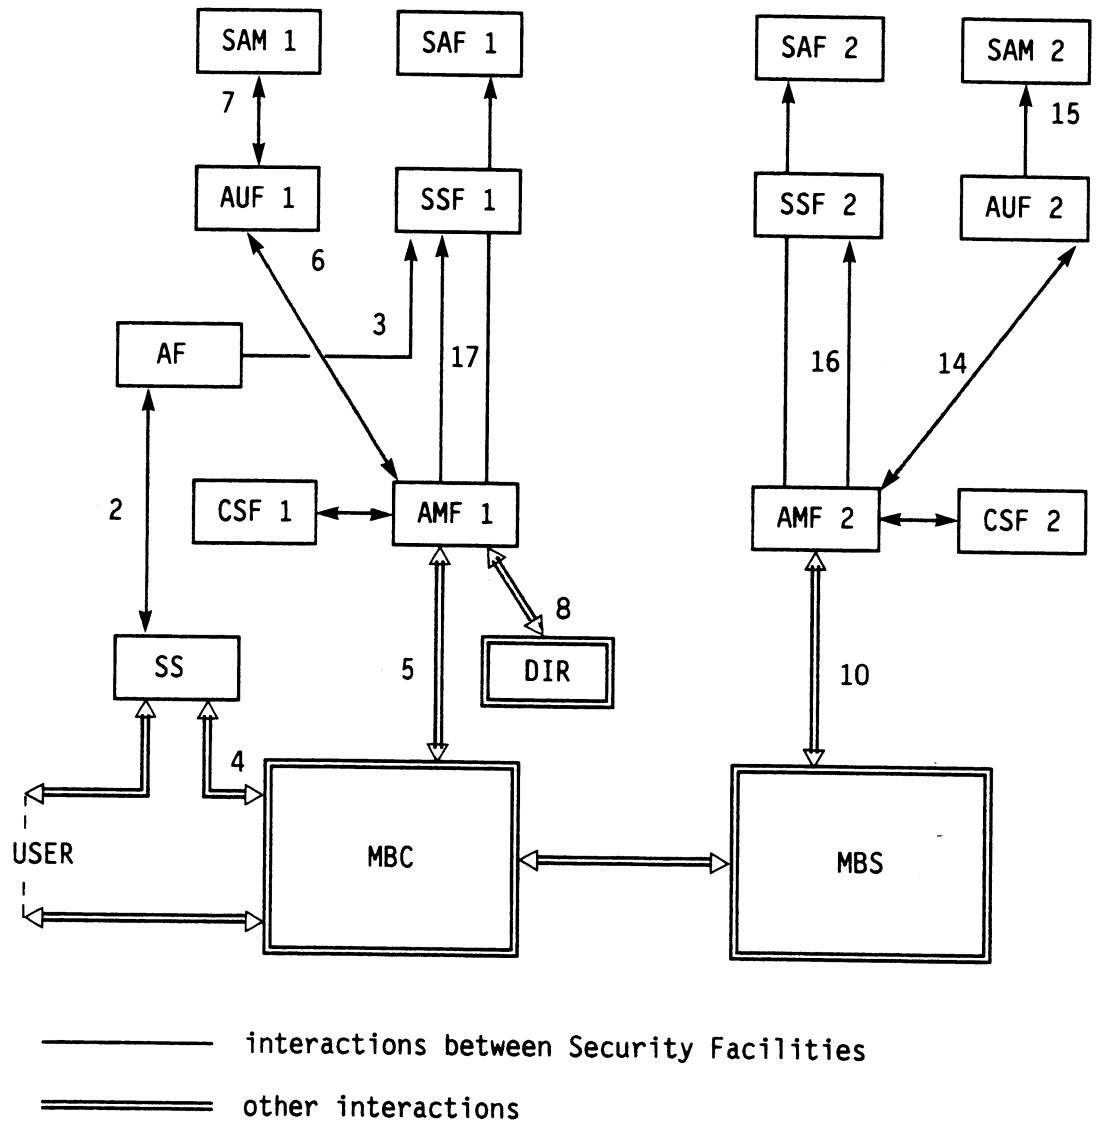 SAM 1
SAF 1
SAF 2
SAM 2
7
15
AUF 1
SSF 1
SSF 2
AUF 2
6
3
AF
17
16
14
2
CSF 1
AMF 1
AMF 2
CSF 2
8
SS
5
DIR
10
4
USER
MBC
MBS
interactions between Security Facilities
other interactions